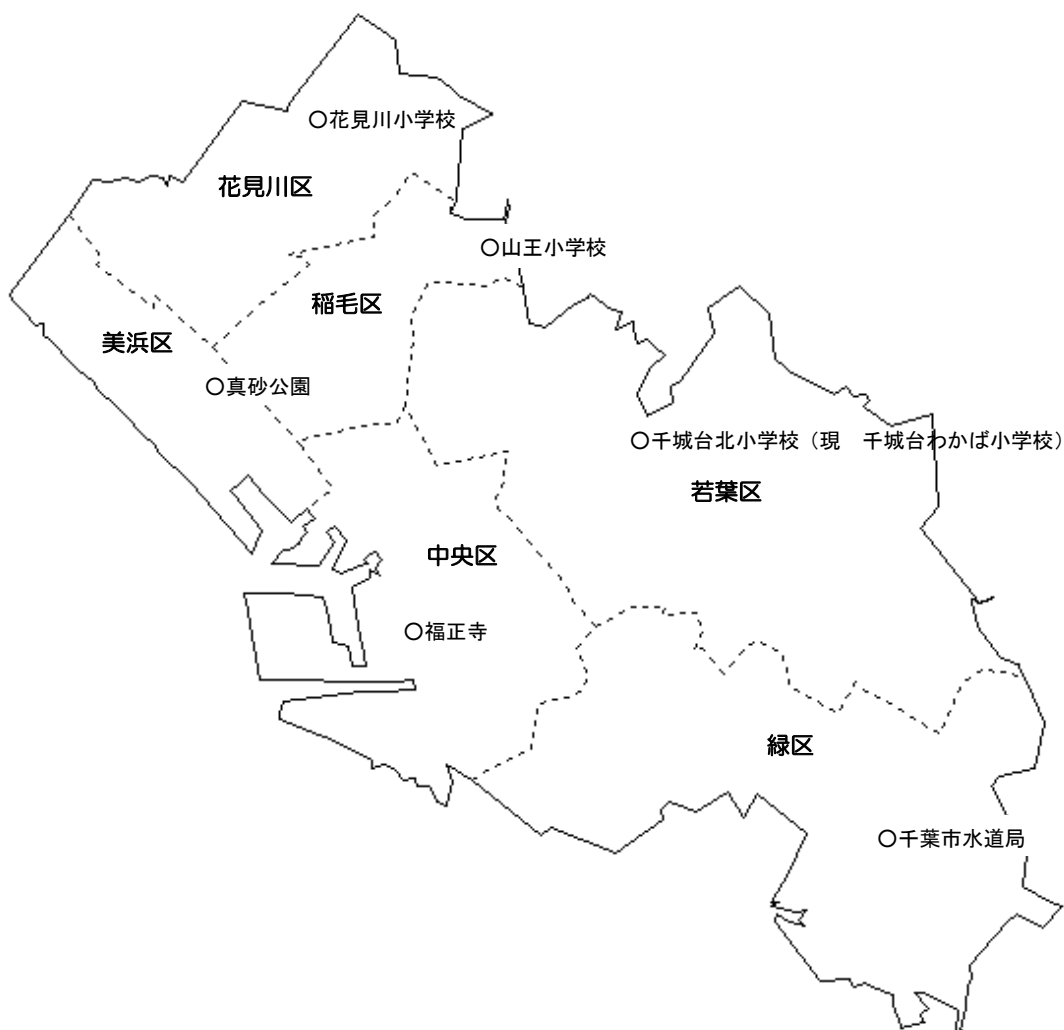 ○花見川小学校
花見川区
○山王小学校
稲毛区
美浜区
○真砂公園
○千城台北小学校（現　千城台わかば小学校）
若葉区
中央区
○福正寺
緑区
○千葉市水道局